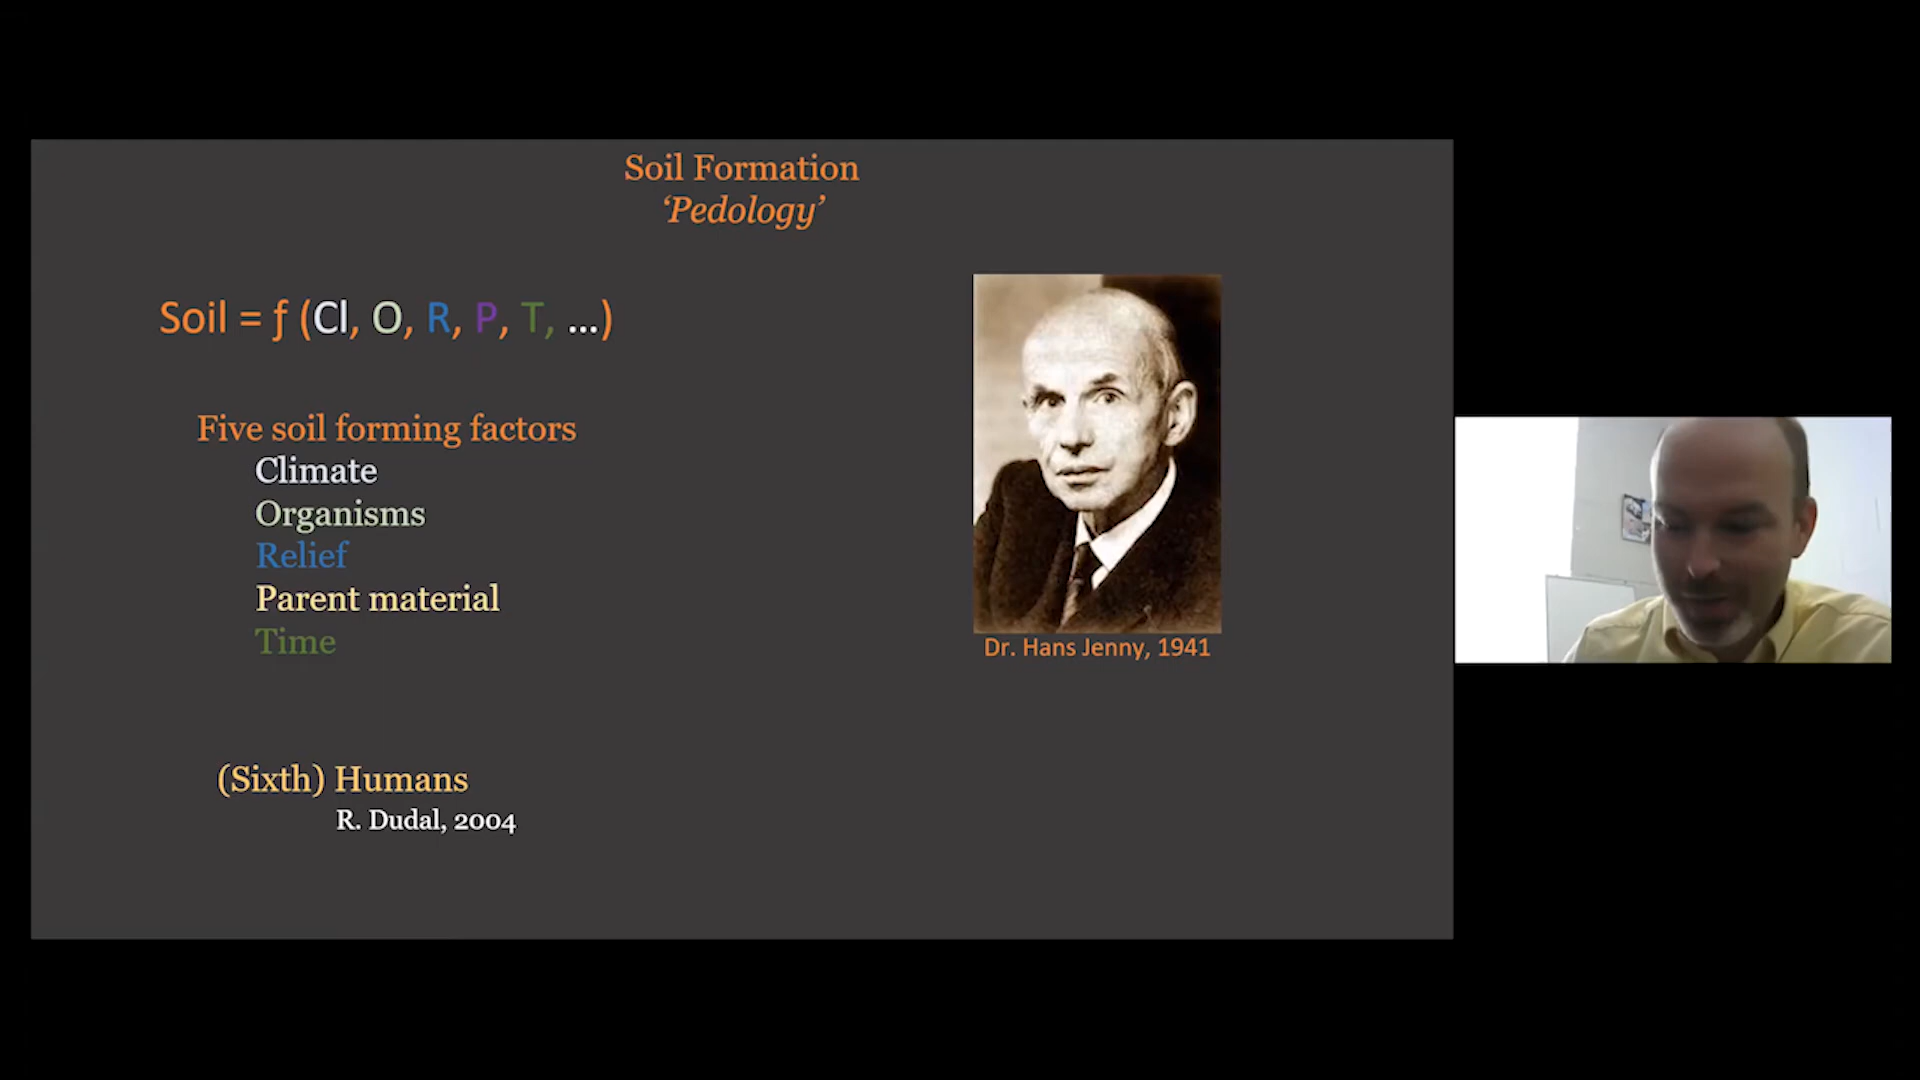 Soil Formation
‘Pedology’
Soil = ƒ (Cl, O, R, P, T, ...)
Five soil forming factors
Climate
Organisms
Relief
Parent material
Time
(Sixth) Humans
R. Dudal, 2004
Dr. Hans Jenny, 1941